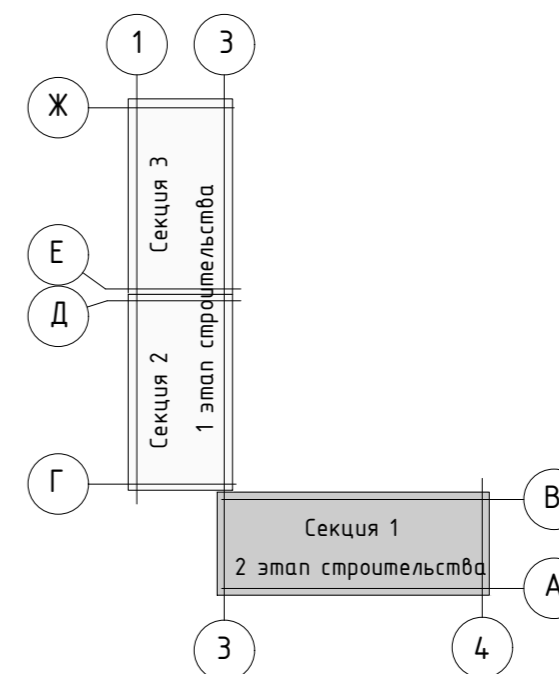 1
3
Ж
Секция 3
1 этап строительства
Е
Д
Секция 2
Г
В
Секция 1
2 этап строительства
А
3
4